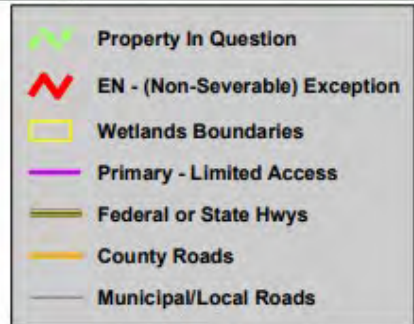 Property In Question
EN - (Non-Severable) Exception
Wetlands Boundaries
Primary - Limited Access
Federal or State Hwys
County Roads
Municipal/Local Roads